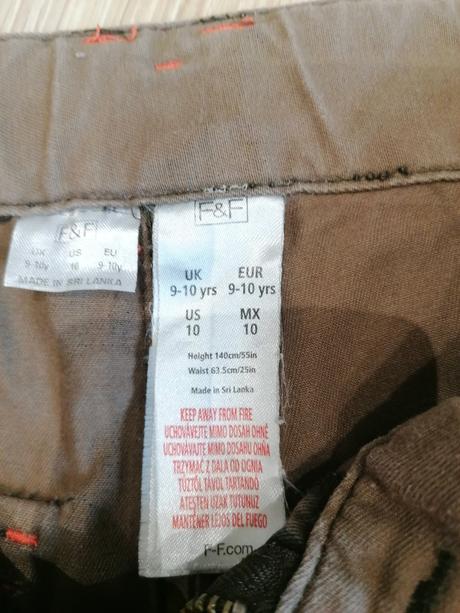 F&F
UK US EU
9-10y 10 9-10y
MADE IN SRI LANKA
F&F
UK EUR
9-10 yrs 9-10 yrs
US MX
10 10
Height 140cm/55in
Waist 63.5cm/25in
Made in Sri Lanka
KEEP AWAY FROM FIRE
UCHOVÁVEJTE MIMO DOSAH OHNĚ
UCHOVÁVAJTE MIMO DOSAHU OHŇA
TRZYMAĆ Z DALA OD OGNIA
TŰZTŐL TÁVOL TARTANDÓ
ATEŞTEN UZAK TUTUNUZ
MANTENER LEJOS DEL FUEGO
F-F.com